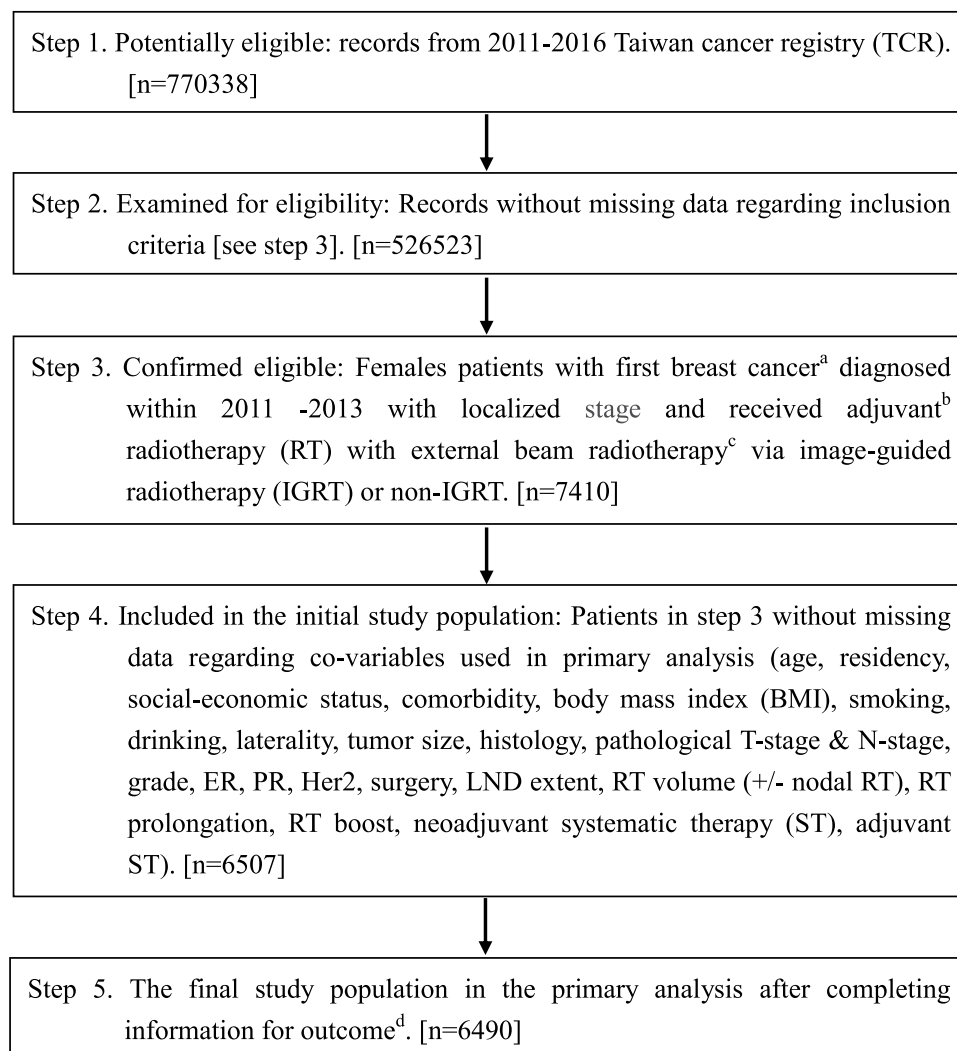 Step 1. Potentially eligible: records from 2011-2016 Taiwan cancer registry (TCR).
[n=770338]
Step 2. Examined for eligibility: Records without missing data regarding inclusion
criteria [see step 3]. [n=526523]
Step 3. Confirmed eligible: Females patients with first breast cancerᵃ diagnosed
within 2011 -2013 with localized stage and received adjuvantᵇ
radiotherapy (RT) with external beam radiotherapyᶜ via image-guided
radiotherapy (IGRT) or non-IGRT. [n=7410]
Step 4. Included in the initial study population: Patients in step 3 without missing
data regarding co-variables used in primary analysis (age, residency,
social-economic status, comorbidity, body mass index (BMI), smoking,
drinking, laterality, tumor size, histology, pathological T-stage & N-stage,
grade, ER, PR, Her2, surgery, LND extent, RT volume (+/- nodal RT), RT
prolongation, RT boost, neoadjuvant systematic therapy (ST), adjuvant
ST). [n=6507]
Step 5. The final study population in the primary analysis after completing
information for outcomeᵈ. [n=6490]